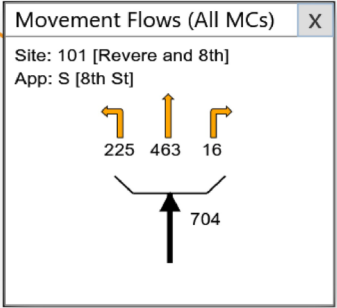 Movement Flows (All MCs) X
Site: 101 [Revere and 8th]
App: S [8th St]
225 463 16
704